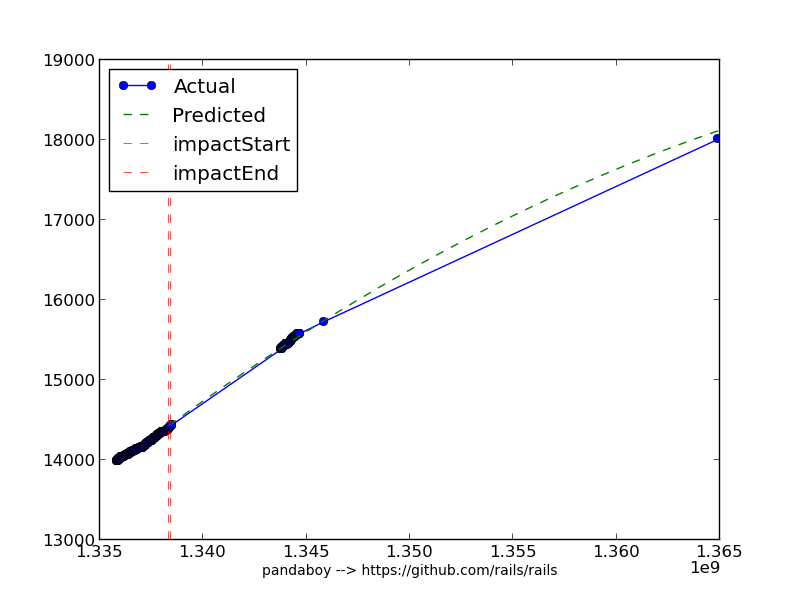 19000
18000
17000
16000
15000
14000
13000
Actual
Predicted
impactStart
impactEnd
1.335 1.340 1.345 1.350 1.355 1.360 1.365
1e9
pandaboy --> https://github.com/rails/rails